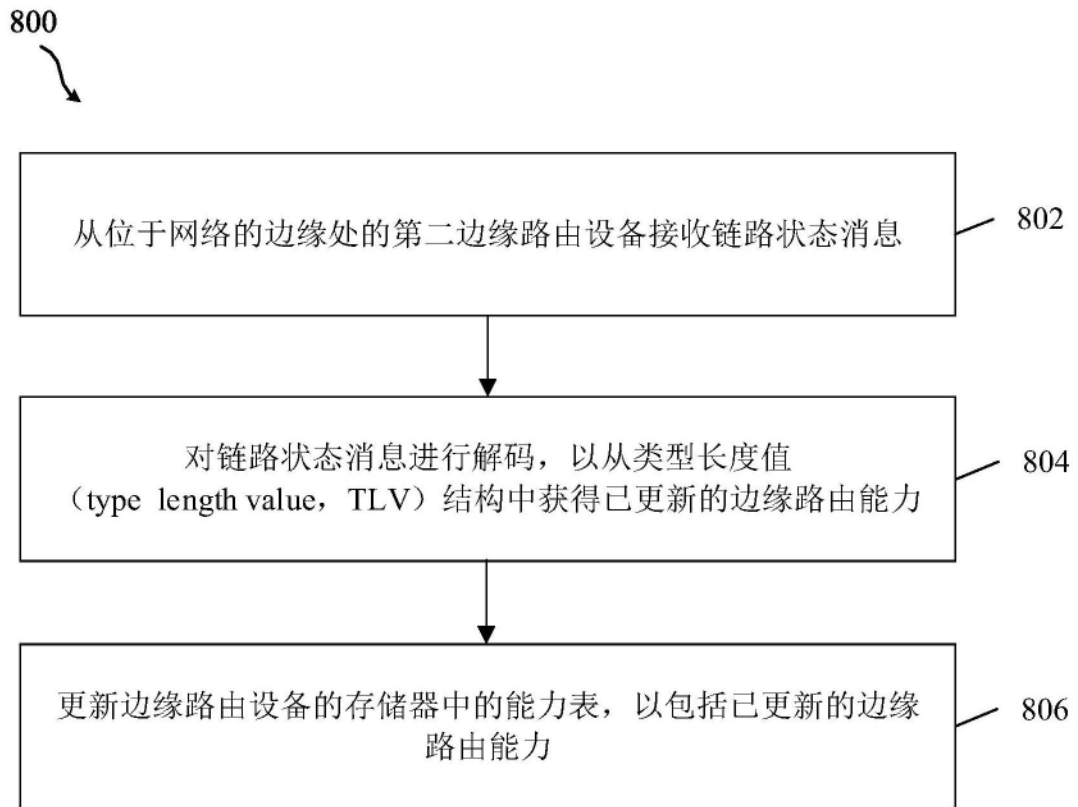 800
从位于网络的边缘处的第二边缘路由设备接收链路状态消息
802
对链路状态消息进行解码，以从类型长度值
（type length value，TLV）结构中获得已更新的边缘路由能力
804
更新边缘路由设备的存储器中的能力表，以包括已更新的边缘
路由能力
806